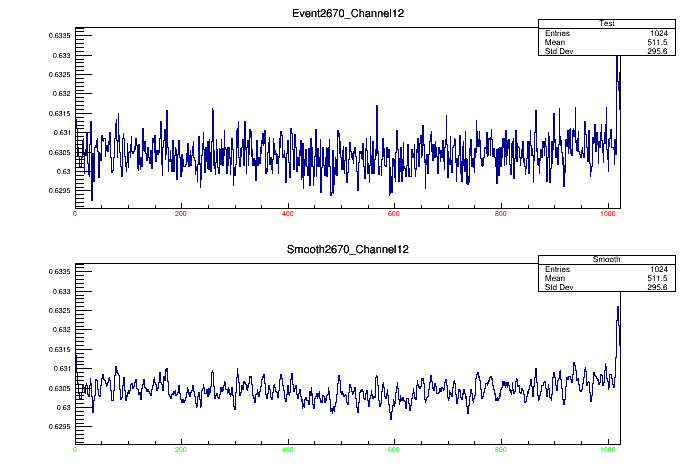 Event2670_Channel12
Test
Entries 1024
Mean 511.5
Std Dev 295.6
0.6335
0.633
0.6325
0.632
0.6315
0.631
0.6305
0.63
0.6295
0 200 400 600 800 1000
Smooth2670_Channel12
Smooth
Entries 1024
Mean 511.5
Std Dev 295.6
0.6335
0.633
0.6325
0.632
0.6315
0.631
0.6305
0.63
0.6295
0 200 400 600 800 1000